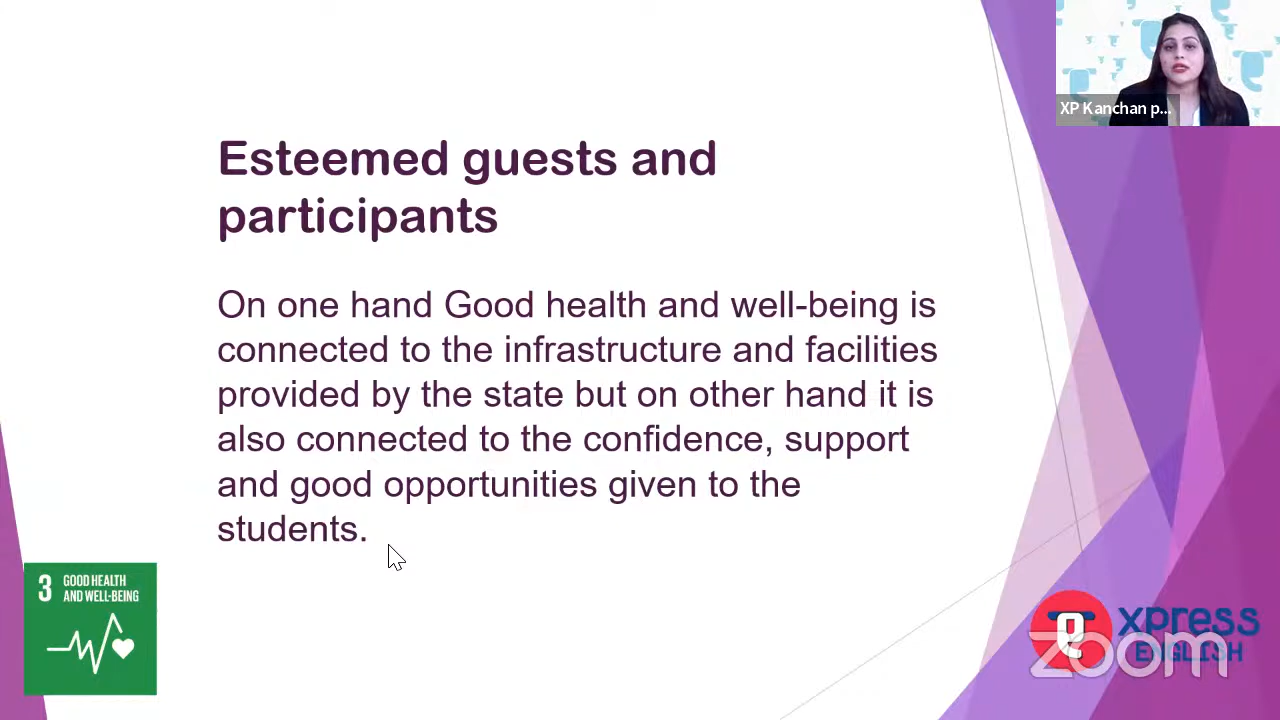 XP Kanchan p...
Esteemed guests and
participants
On one hand Good health and well-being is
connected to the infrastructure and facilities
provided by the state but on other hand it is
also connected to the confidence, support
and good opportunities given to the
students.
3 GOOD HEALTH
AND WELL-BEING
xpress
ENGLISH
zoom